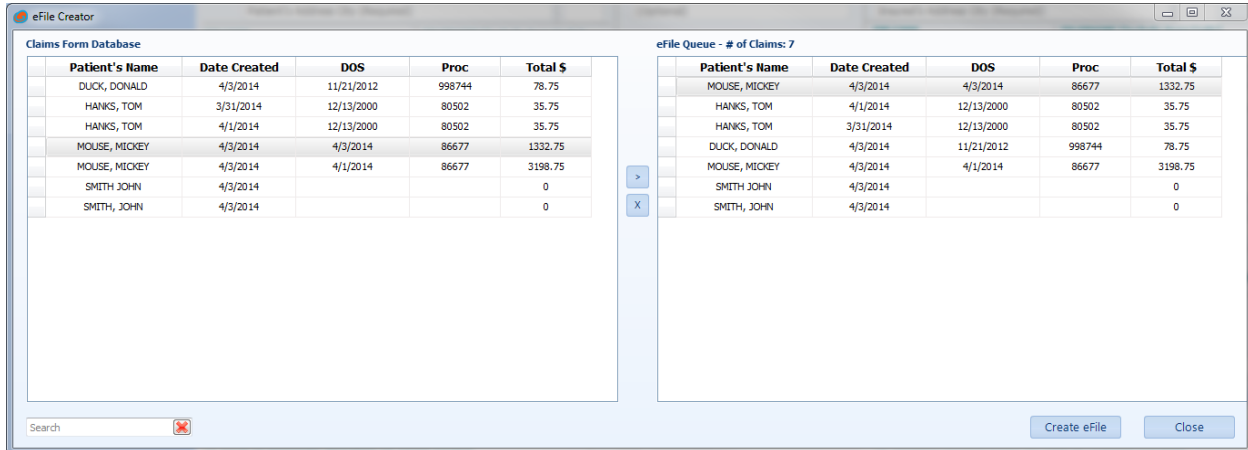 eFile Creator
Claims Form Database
Patient's Name Date Created DOS Proc Total $
DUCK, DONALD 4/3/2014 11/21/2012 998744 78.75
HANKS, TOM 3/31/2014 12/13/2000 80502 35.75
HANKS, TOM 4/1/2014 12/13/2000 80502 35.75
MOUSE, MICKEY 4/3/2014 4/3/2014 86677 1332.75
MOUSE, MICKEY 4/3/2014 4/1/2014 86677 3198.75
SMITH JOHN 4/3/2014 0
SMITH, JOHN 4/3/2014 0
>
X
eFile Queue - # of Claims: 7
Patient's Name Date Created DOS Proc Total $
MOUSE, MICKEY 4/3/2014 4/3/2014 86677 1332.75
HANKS, TOM 4/1/2014 12/13/2000 80502 35.75
HANKS, TOM 3/31/2014 12/13/2000 80502 35.75
DUCK, DONALD 4/3/2014 11/21/2012 998744 78.75
MOUSE, MICKEY 4/3/2014 4/1/2014 86677 3198.75
SMITH JOHN 4/3/2014 0
SMITH, JOHN 4/3/2014 0
Search
Create eFile
Close